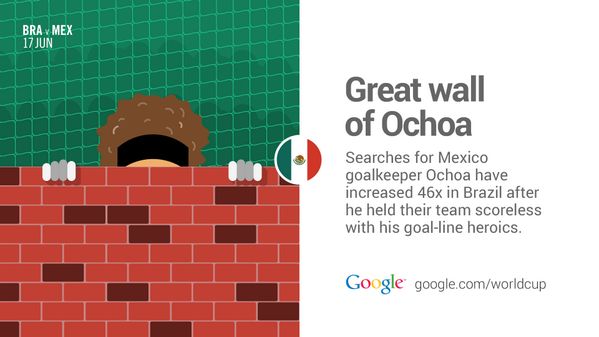 BRA v MEX
17 JUN
Great wall
of Ochoa
Searches for Mexico
goalkeeper Ochoa have
increased 46x in Brazil after
he held their team scoreless
with his goal-line heroics.
Google google.com/worldcup